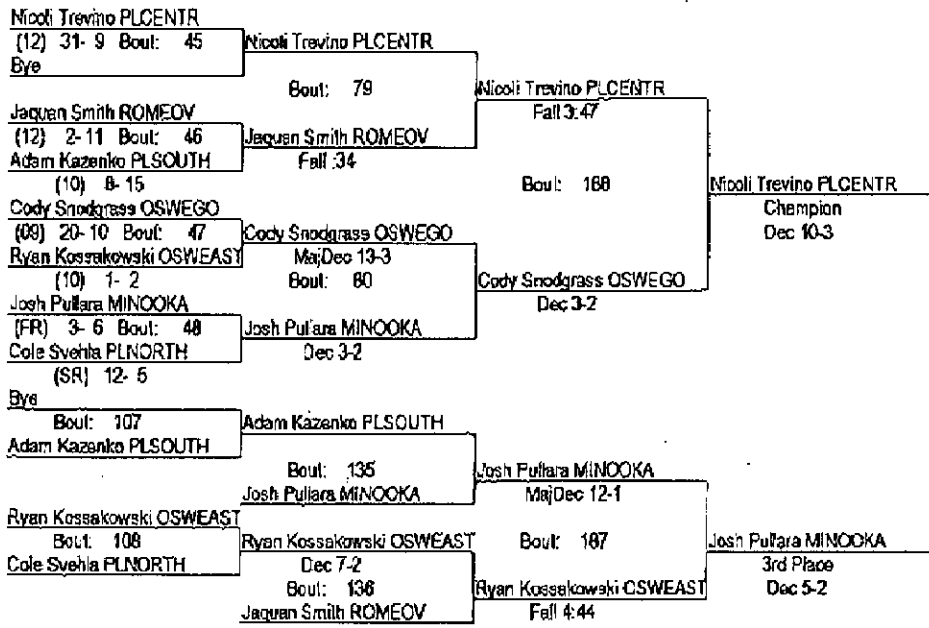 Nicoli Trevino PLCENTR
(12) 31- 9 Bout: 45
Bye
Nicoli Trevino PLCENTR
Bout: 79
Jaquan Smith ROMEOV
(12) 2-11 Bout: 46
Adam Kazenko PLSOUTH
(10) 8-15
Jaquan Smith ROMEOV
Fall :34
Nicoli Trevino PLCENTR
Fall 3:47
Bout: 188
Cody Snodgrass OSWEGO
(09) 20-10 Bout: 47
Ryan Kossakowski OSWEAST
(10) 1- 2
Cody Snodgrass OSWEGO
MajDec 13-3
Bout: 80
Josh Pullara MINOOKA
(FR) 3- 6 Bout: 48
Cole Svehla PLNORTH
(SR) 12- 5
Josh Pullara MINOOKA
Dec 3-2
Cody Snodgrass OSWEGO
Dec 3-2
Nicoli Trevino PLCENTR
Champion
Dec 10-3
Bye
Bout: 107
Adam Kazenko PLSOUTH
Adam Kazenko PLSOUTH
Bout: 135
Josh Pullara MINOOKA
Josh Pullara MINOOKA
MajDec 12-1
Bout: 187
Ryan Kossakowski OSWEAST
Bout: 108
Cole Svehla PLNORTH
Ryan Kossakowski OSWEAST
Dec 7-2
Bout: 136
Jaquan Smith ROMEOV
Ryan Kossakowski OSWEAST
Fall 4:44
Josh Pullara MINOOKA
3rd Place
Dec 5-2